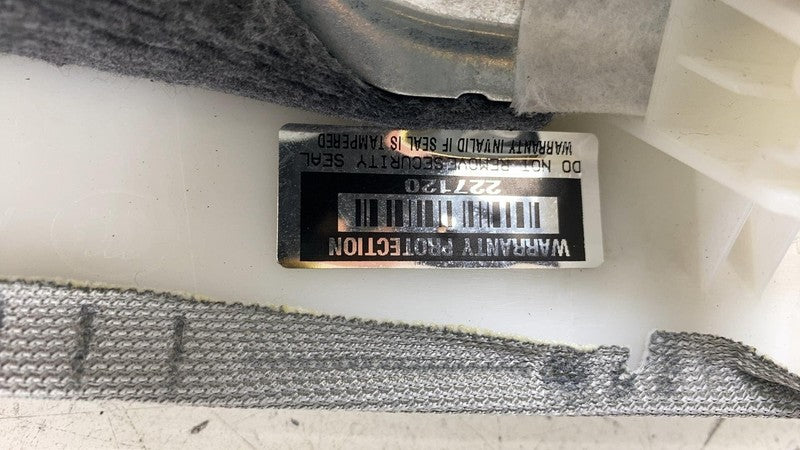 WARRANTY PROTECTION
227120
DO NOT REMOVE SECURITY SEAL
WARRANTY INVALID IF SEAL IS TAMPERED